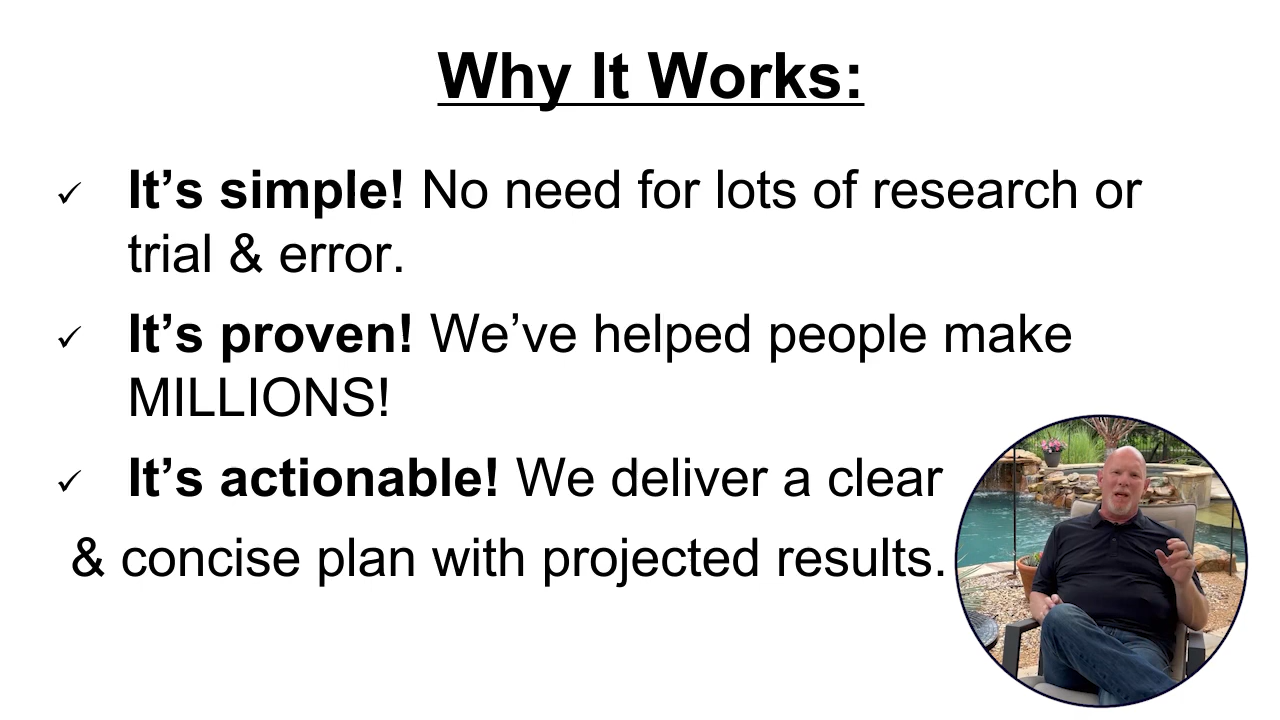 Why It Works:
✓ It’s simple! No need for lots of research or
trial & error.
✓ It’s proven! We’ve helped people make
MILLIONS!
✓ It’s actionable! We deliver a clear
& concise plan with projected results.